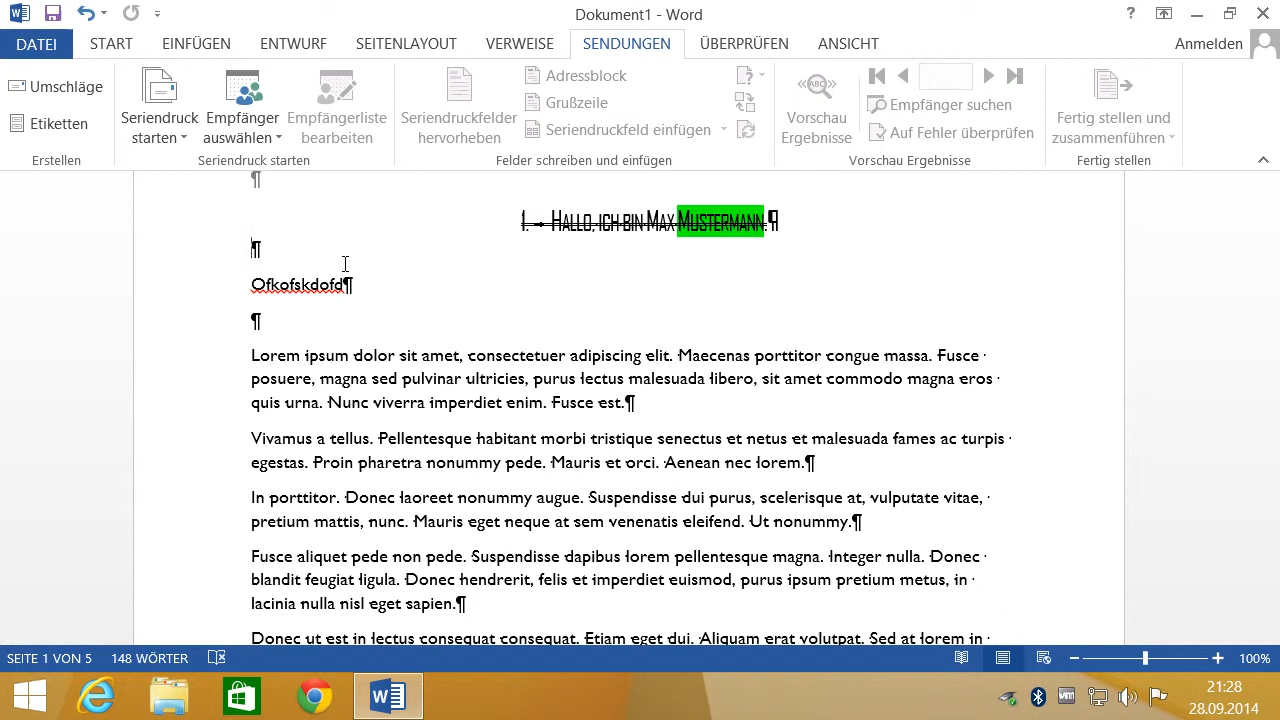 Dokument1 - Word
?
DATEI START EINFÜGEN ENTWURF SEITENLAYOUT VERWEISE SENDUNGEN ÜBERPRÜFEN ANSICHT Anmelden
Umschläge
Etiketten
Erstellen
Seriendruck starten
Empfänger auswählen
Empfängerliste bearbeiten
Seriendruck starten
Seriendruckfelder hervorheben
Adressblock
Grußzeile
Seriendruckfeld einfügen
?
Felder schreiben und einfügen
ABC
Vorschau Ergebnisse
Empfänger suchen
Auf Fehler überprüfen
Vorschau Ergebnisse
Fertig stellen und zusammenführen
Fertig stellen
¶
1. → Hallo, ich bin Max Mustermann.¶
¶
Ofkofskdofd¶
¶
Lorem ipsum dolor sit amet, consectetuer adipiscing elit. Maecenas porttitor congue massa. Fusce·
posuere, magna sed pulvinar ultricies, purus lectus malesuada libero, sit amet commodo magna eros·
quis urna. Nunc viverra imperdiet enim. Fusce est.¶
Vivamus a tellus. Pellentesque habitant morbi tristique senectus et netus et malesuada fames ac turpis·
egestas. Proin pharetra nonummy pede. Mauris et orci. Aenean nec lorem.¶
In porttitor. Donec laoreet nonummy augue. Suspendisse dui purus, scelerisque at, vulputate vitae,·
pretium mattis, nunc. Mauris eget neque at sem venenatis eleifend. Ut nonummy.¶
Fusce aliquet pede non pede. Suspendisse dapibus lorem pellentesque magna. Integer nulla. Donec·
blandit feugiat ligula. Donec hendrerit, felis et imperdiet euismod, purus ipsum pretium metus, in·
lacinia nulla nisl eget sapien.¶
Donec ut est in lectus consequat consequat. Etiam eget dui. Aliquam erat volutpat. Sed at lorem in·
SEITE 1 VON 5 148 WÖRTER 100%
21:28
28.09.2014